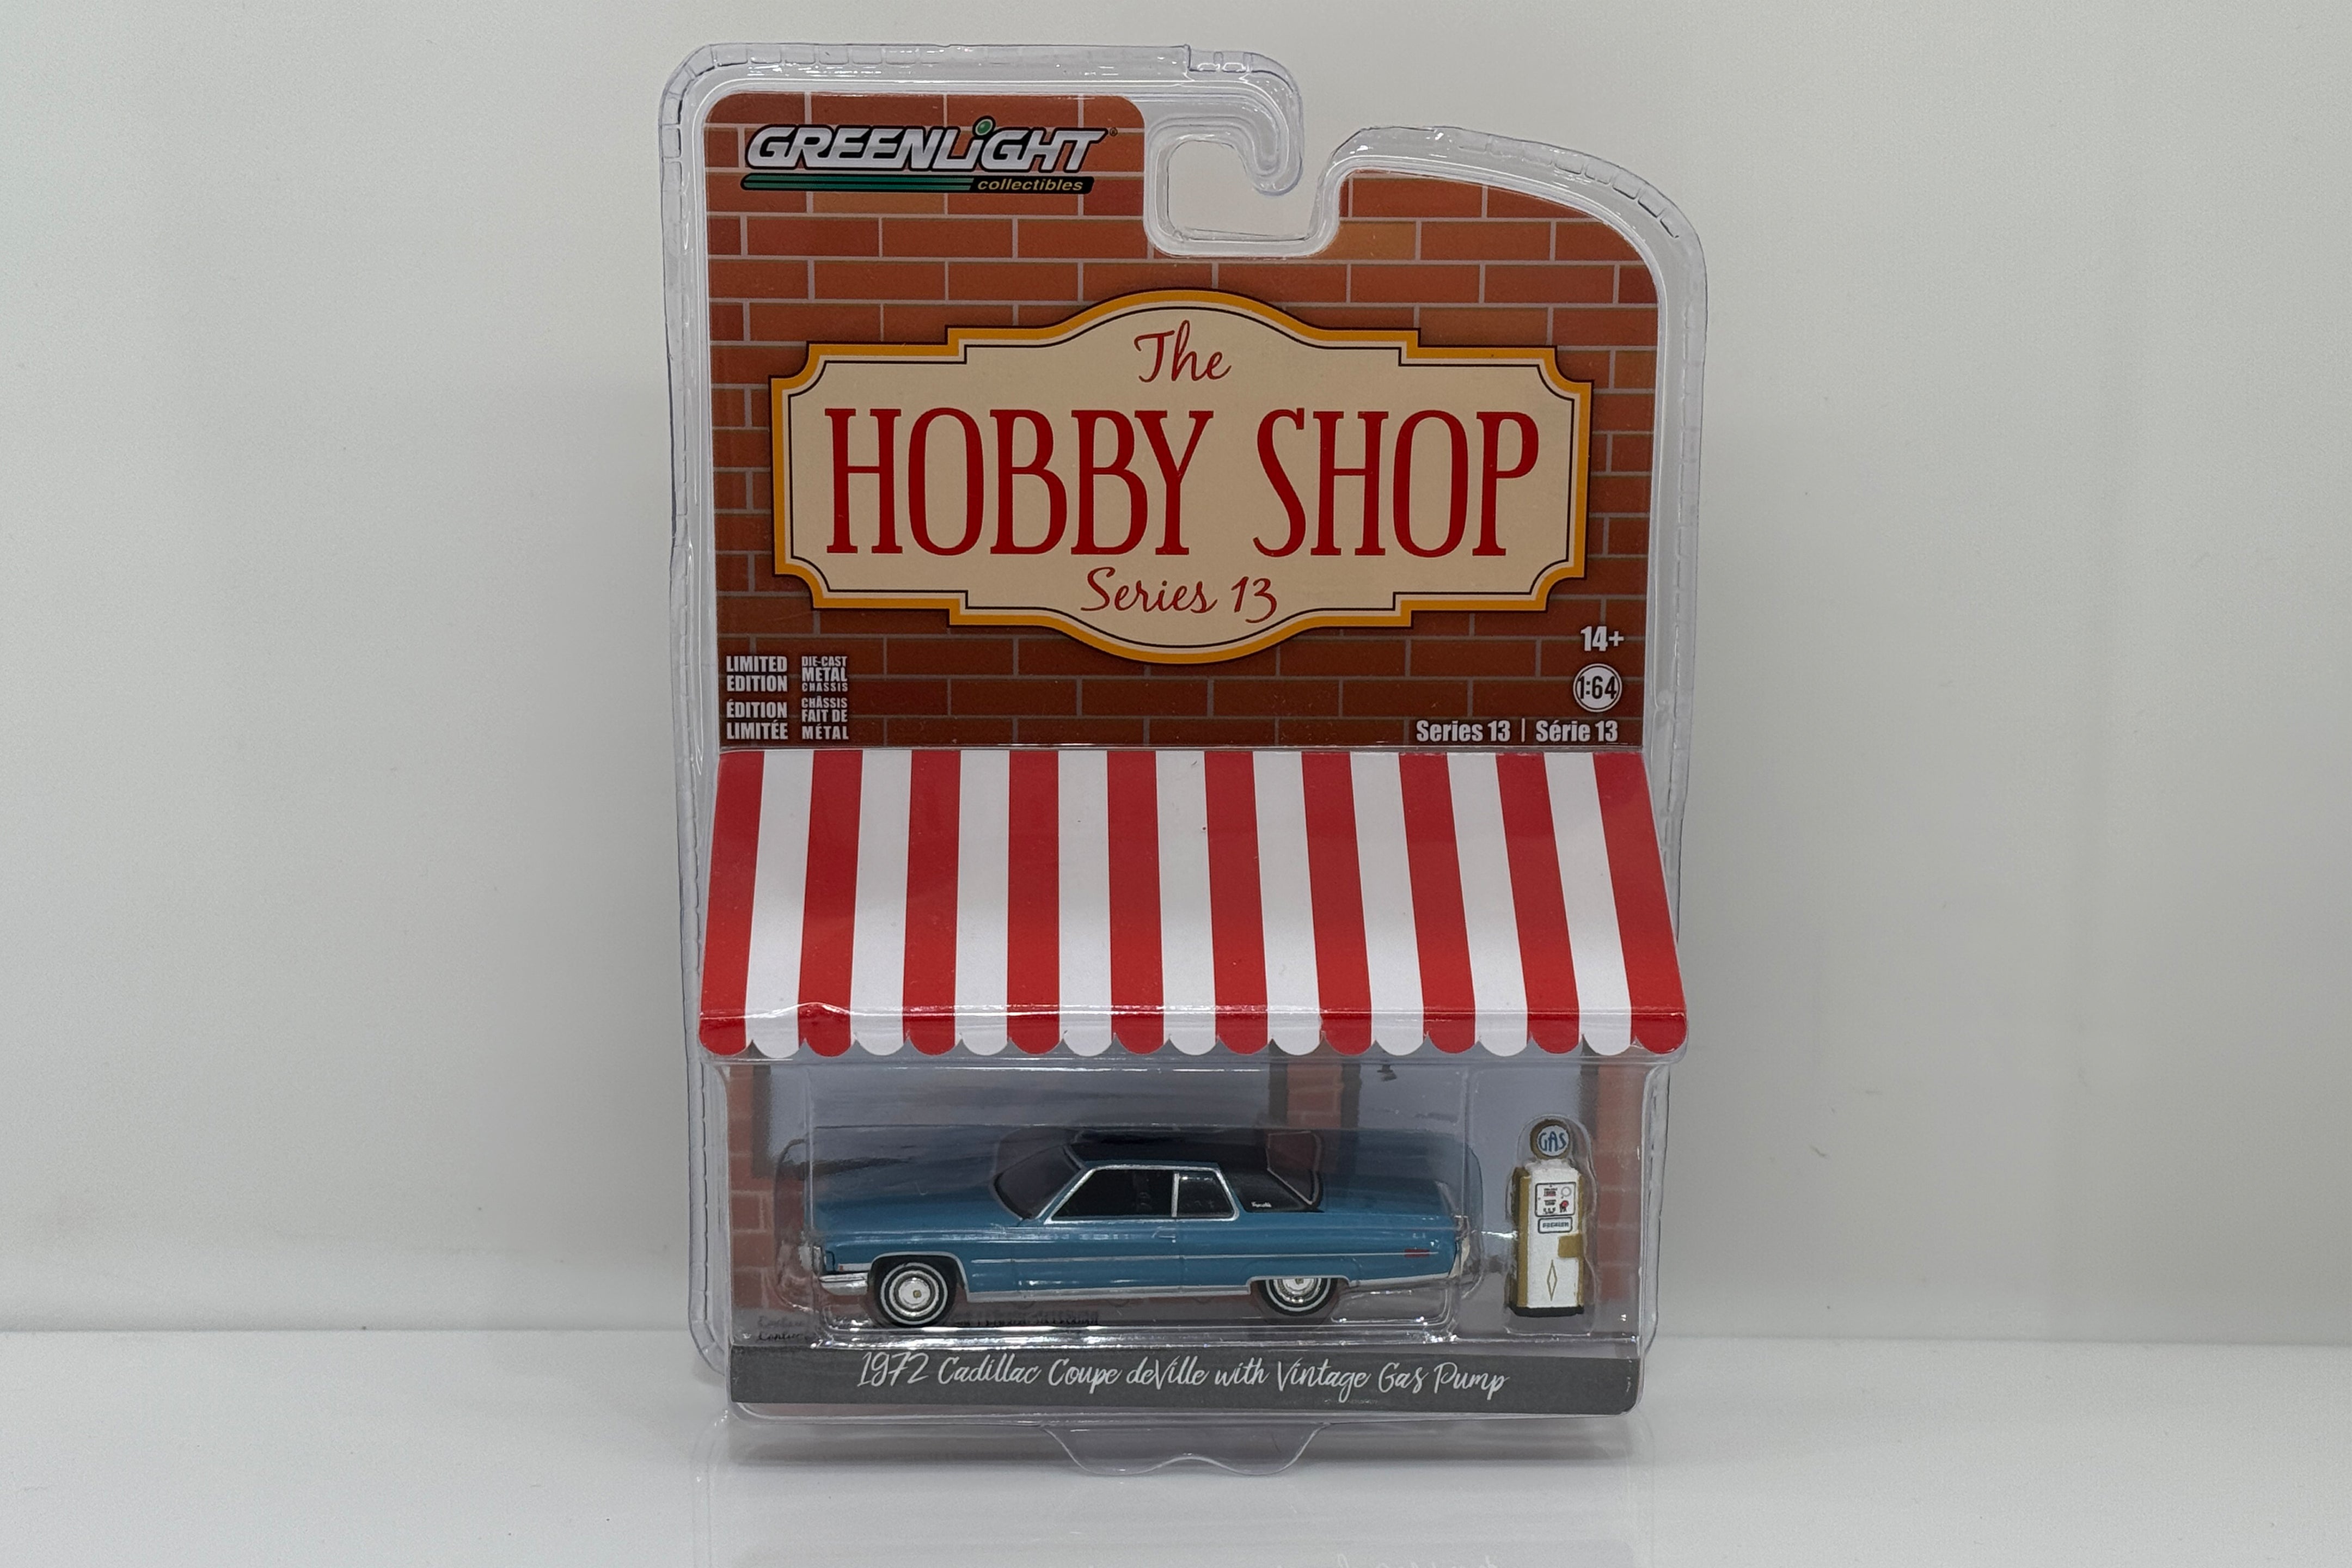 GREENLiGHT®
collectibles
The
HOBBY SHOP
Series 13
14+
LIMITED EDITION
DIE-CAST METAL CHASSIS
1:64
ÉDITION LIMITÉE
CHÂSSIS FAIT DE MÉTAL
Series 13 | Série 13
GAS
1972 Cadillac Coupe deVille with Vintage Gas Pump